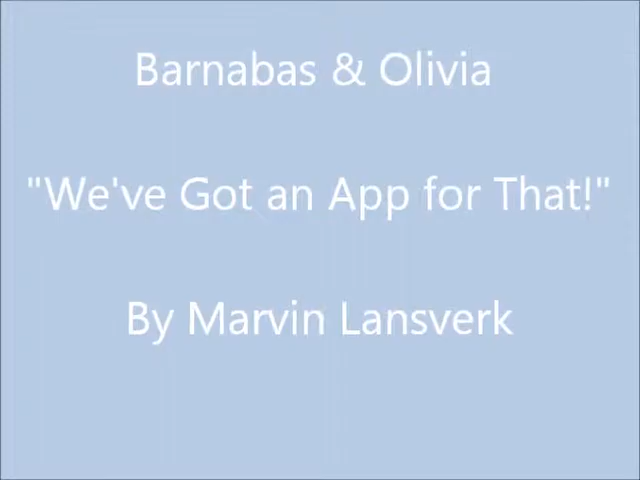 Barnabas & Olivia
"We've Got an App for That!"
By Marvin Lansverk